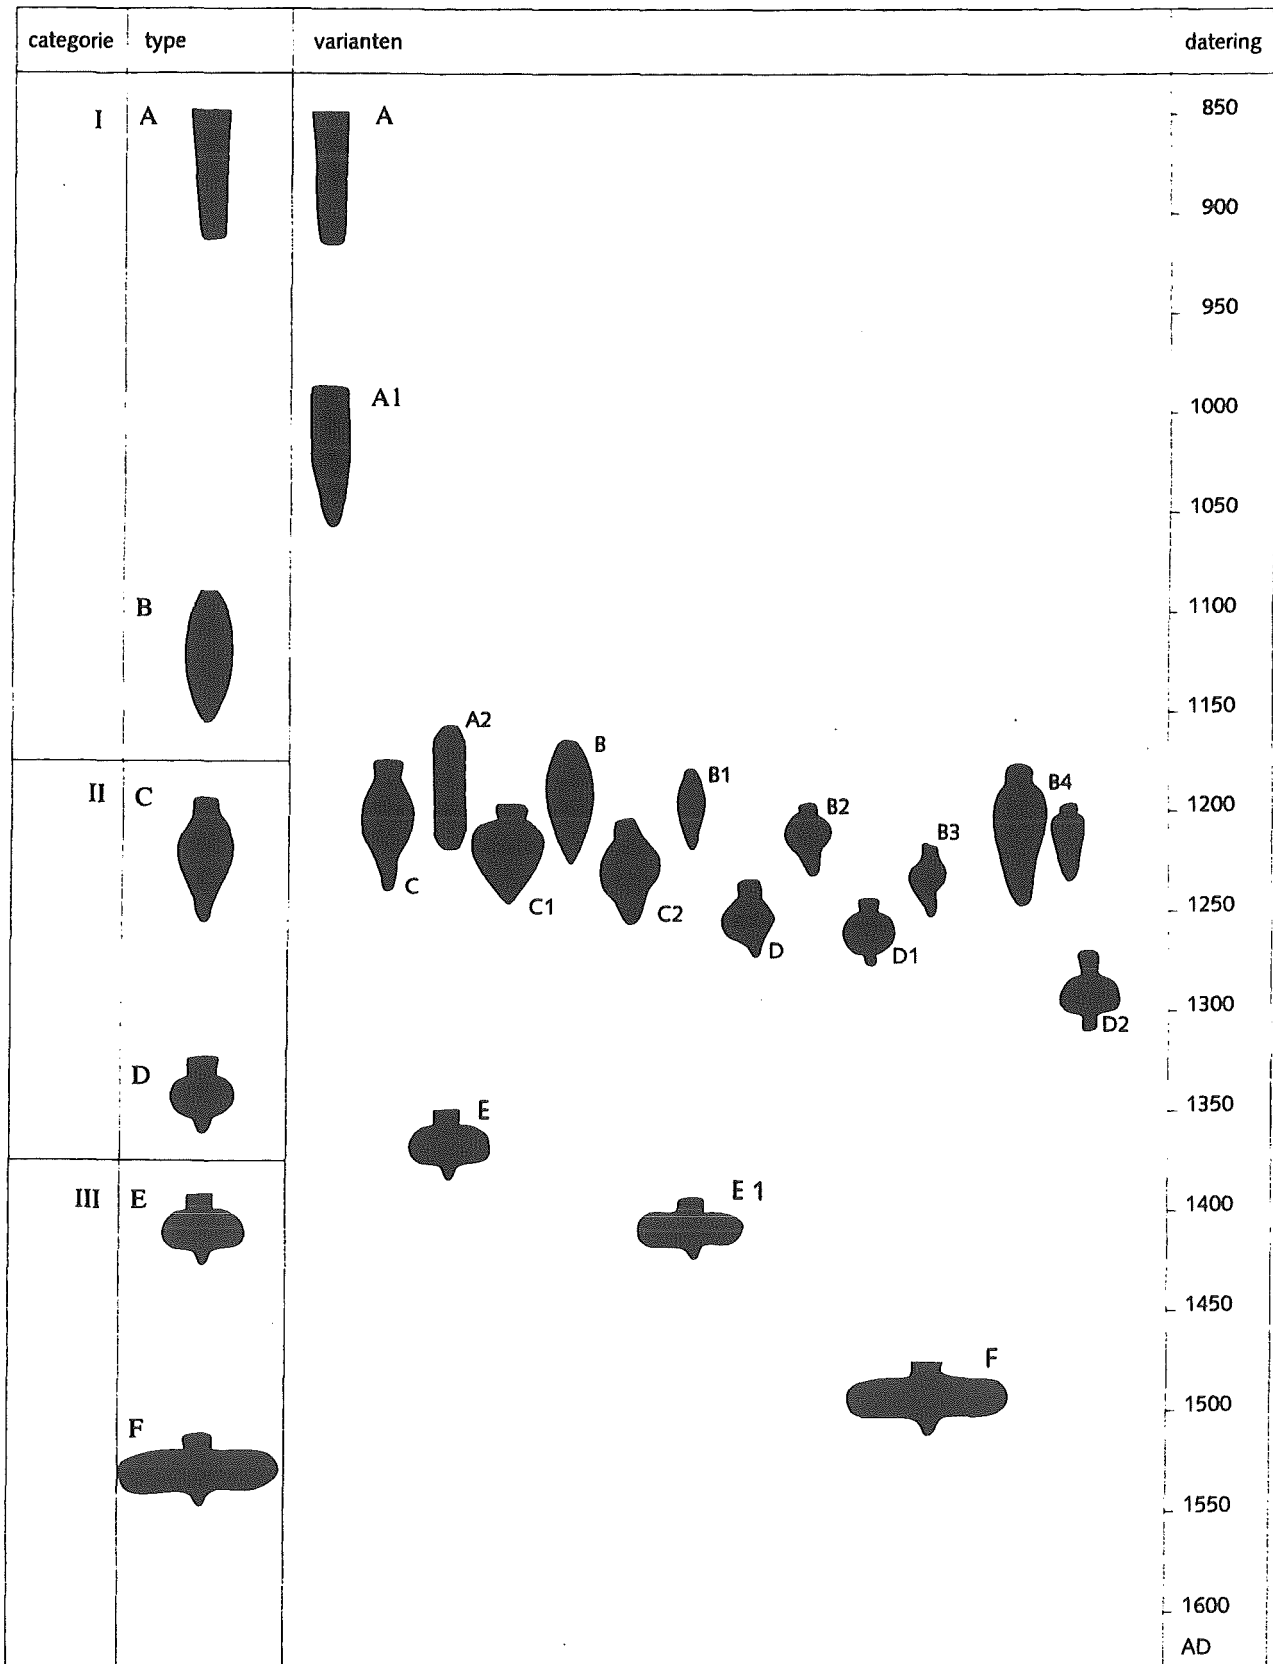 categorie type varianten datering
I A A 850
900
950
A1 1000
1050
B 1100
1150
A2
B B1 B4
II C B2 1200
B3
C C1 C2 1250
D D1
1300
D2
D
E 1350
III E E 1 1400
1450
F
F 1500
1550
1600
AD